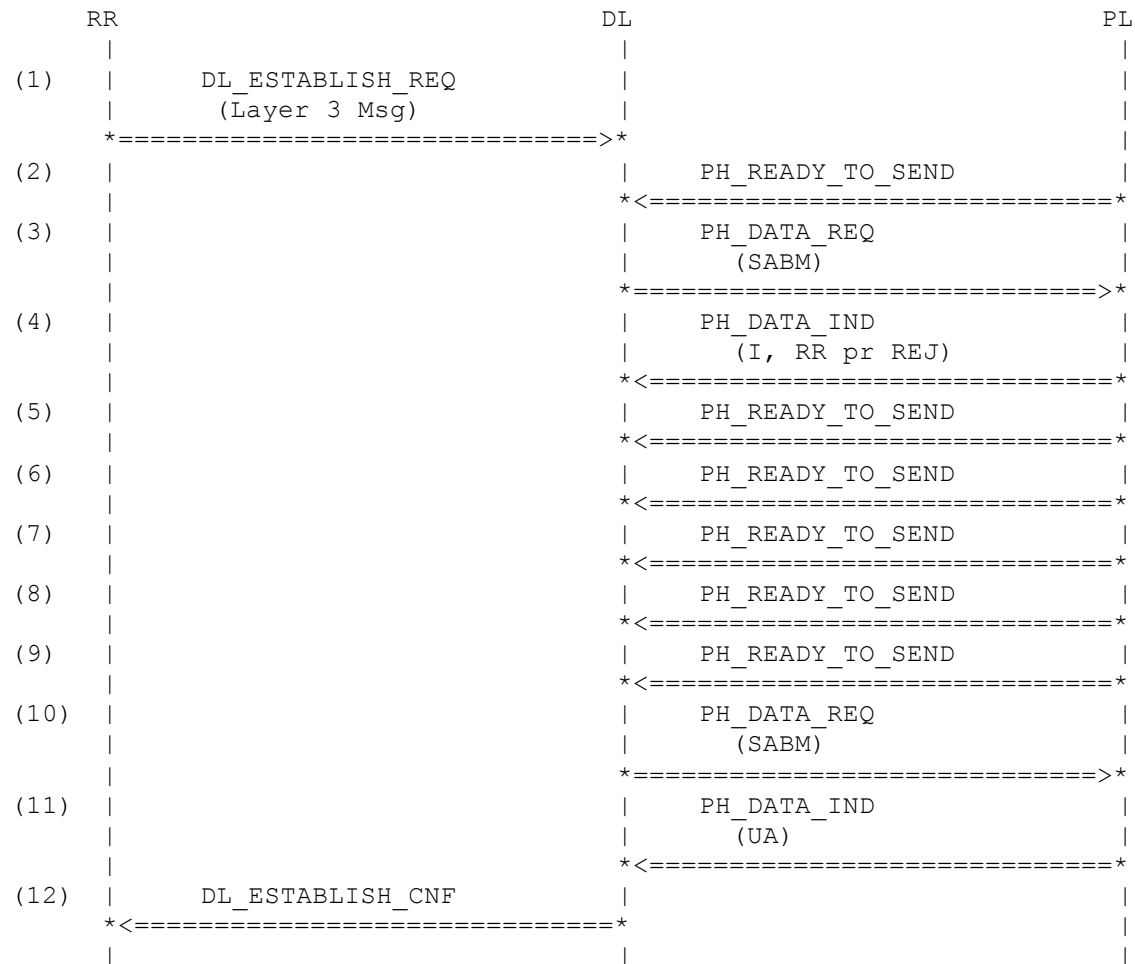 RR DL PL
(1) DL_ESTABLISH_REQ
(Layer 3 Msg)
(2) PH_READY_TO_SEND
(3) PH_DATA_REQ
(SABM)
(4) PH_DATA_IND
(I, RR pr REJ)
(5) PH_READY_TO_SEND
(6) PH_READY_TO_SEND
(7) PH_READY_TO_SEND
(8) PH_READY_TO_SEND
(9) PH_READY_TO_SEND
(10) PH_DATA_REQ
(SABM)
(11) PH_DATA_IND
(UA)
(12) DL_ESTABLISH_CNF